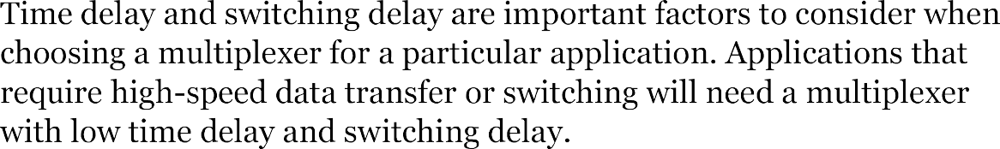 Time delay and switching delay are important factors to consider when
choosing a multiplexer for a particular application. Applications that
require high-speed data transfer or switching will need a multiplexer
with low time delay and switching delay.